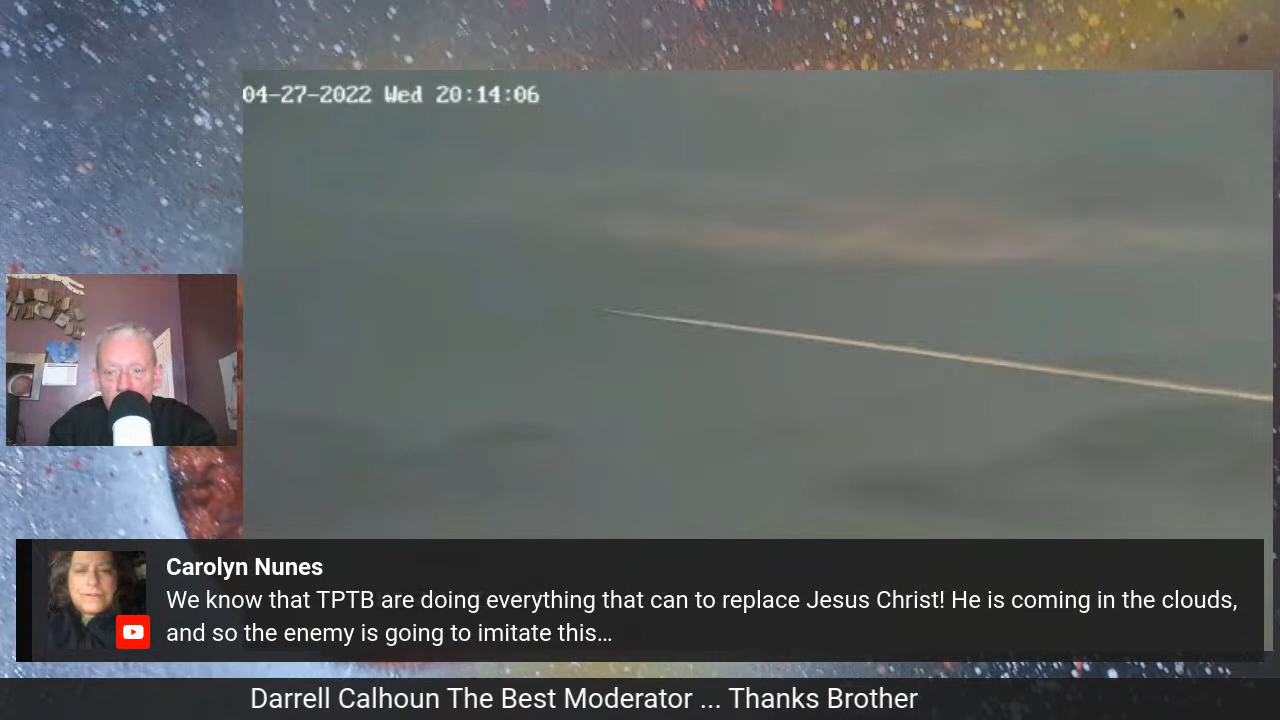 04-27-2022 Wed 20:14:06
Carolyn Nunes
We know that TPTB are doing everything that can to replace Jesus Christ! He is coming in the clouds,
and so the enemy is going to imitate this...
Darrell Calhoun The Best Moderator ... Thanks Brother